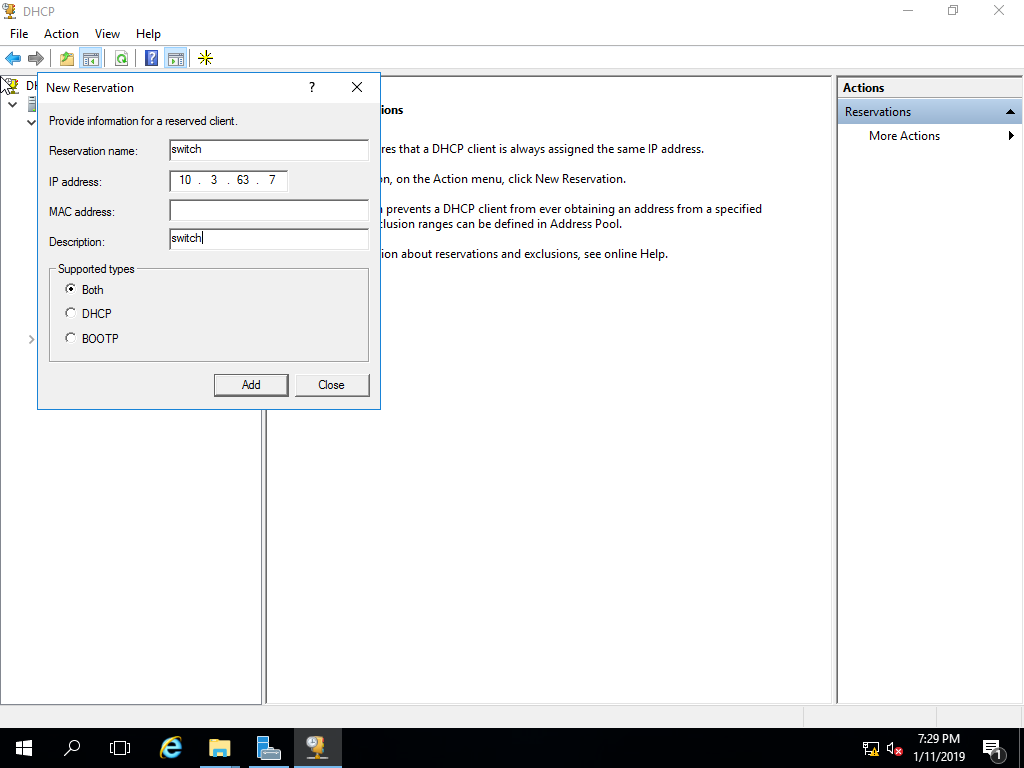 DHCP
File Action View Help
DH
New Reservation ?
Provide information for a reserved client.
Reservation name: switch
IP address: 10 . 3 . 63 . 7
MAC address:
Description: switch
Supported types
Both
DHCP
BOOTP
Add Close
ions
res that a DHCP client is always assigned the same IP address.
n, on the Action menu, click New Reservation.
prevents a DHCP client from ever obtaining an address from a specified
clusion ranges can be defined in Address Pool.
ion about reservations and exclusions, see online Help.
Actions
Reservations
More Actions
7:29 PM
1/11/2019
1